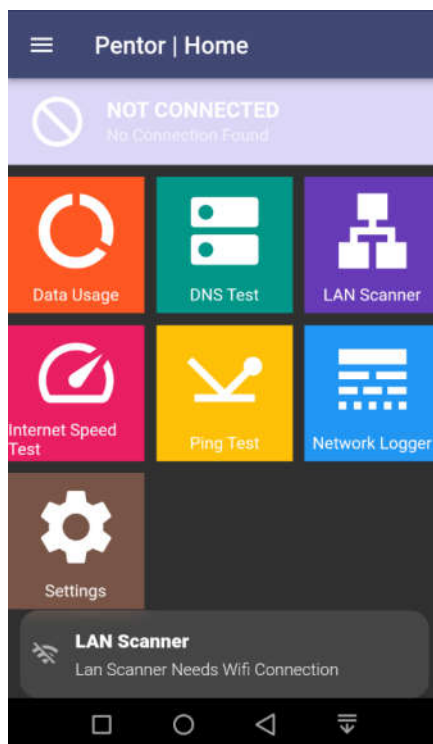 Pentor | Home
NOT CONNECTED
No Connection Found
Data Usage
DNS Test
LAN Scanner
Internet Speed
Test
Ping Test
Network Logger
Settings
LAN Scanner
Lan Scanner Needs Wifi Connection